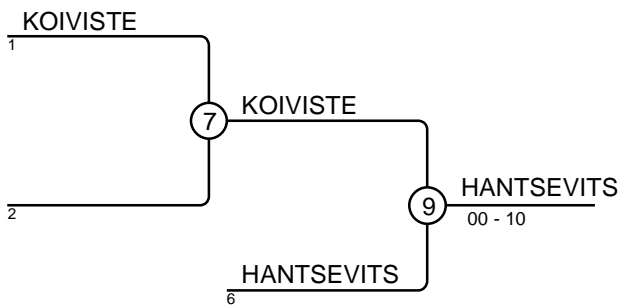 KOIVISTE
1
7
KOIVISTE
2
9
HANTSEVITS
00 - 10
HANTSEVITS
6